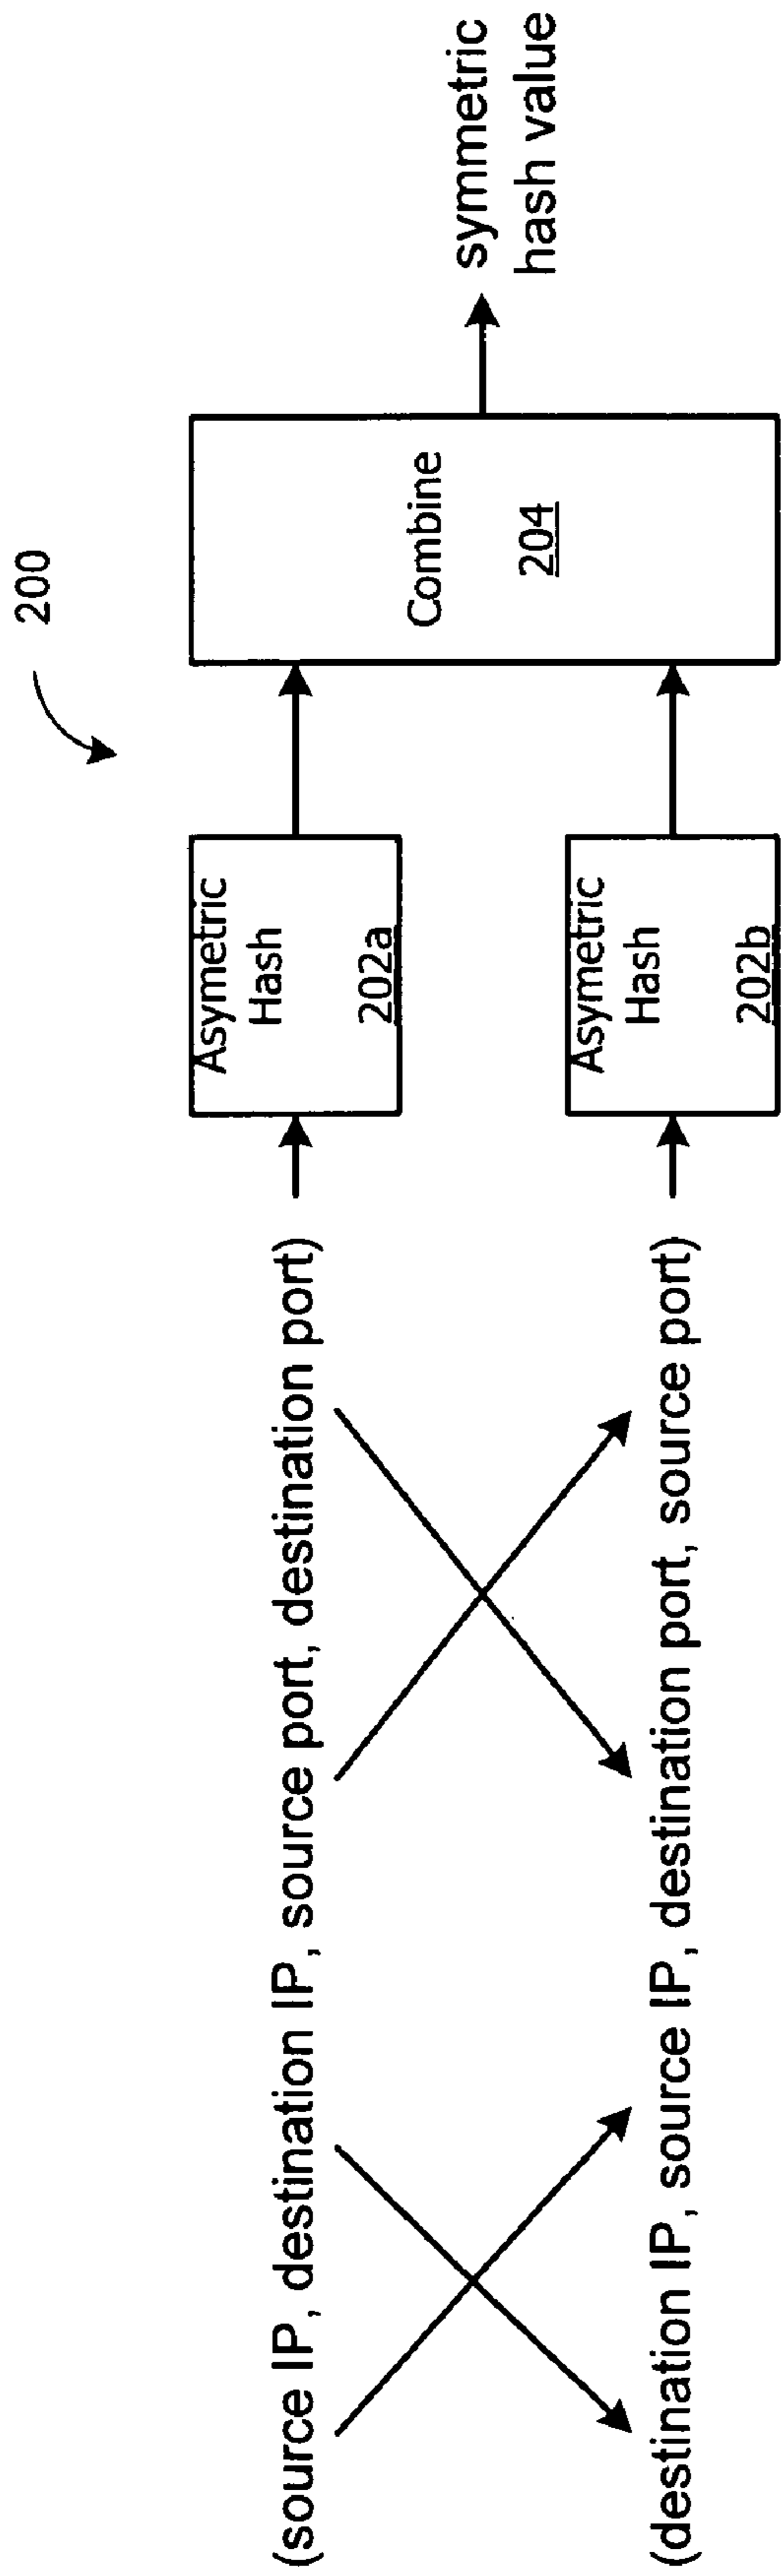 200
(source IP, destination IP, source port, destination port)
Asymetric
Hash
202a
Combine
204
symmetric
hash value
(destination IP, source IP, destination port, source port)
Asymetric
Hash
202b